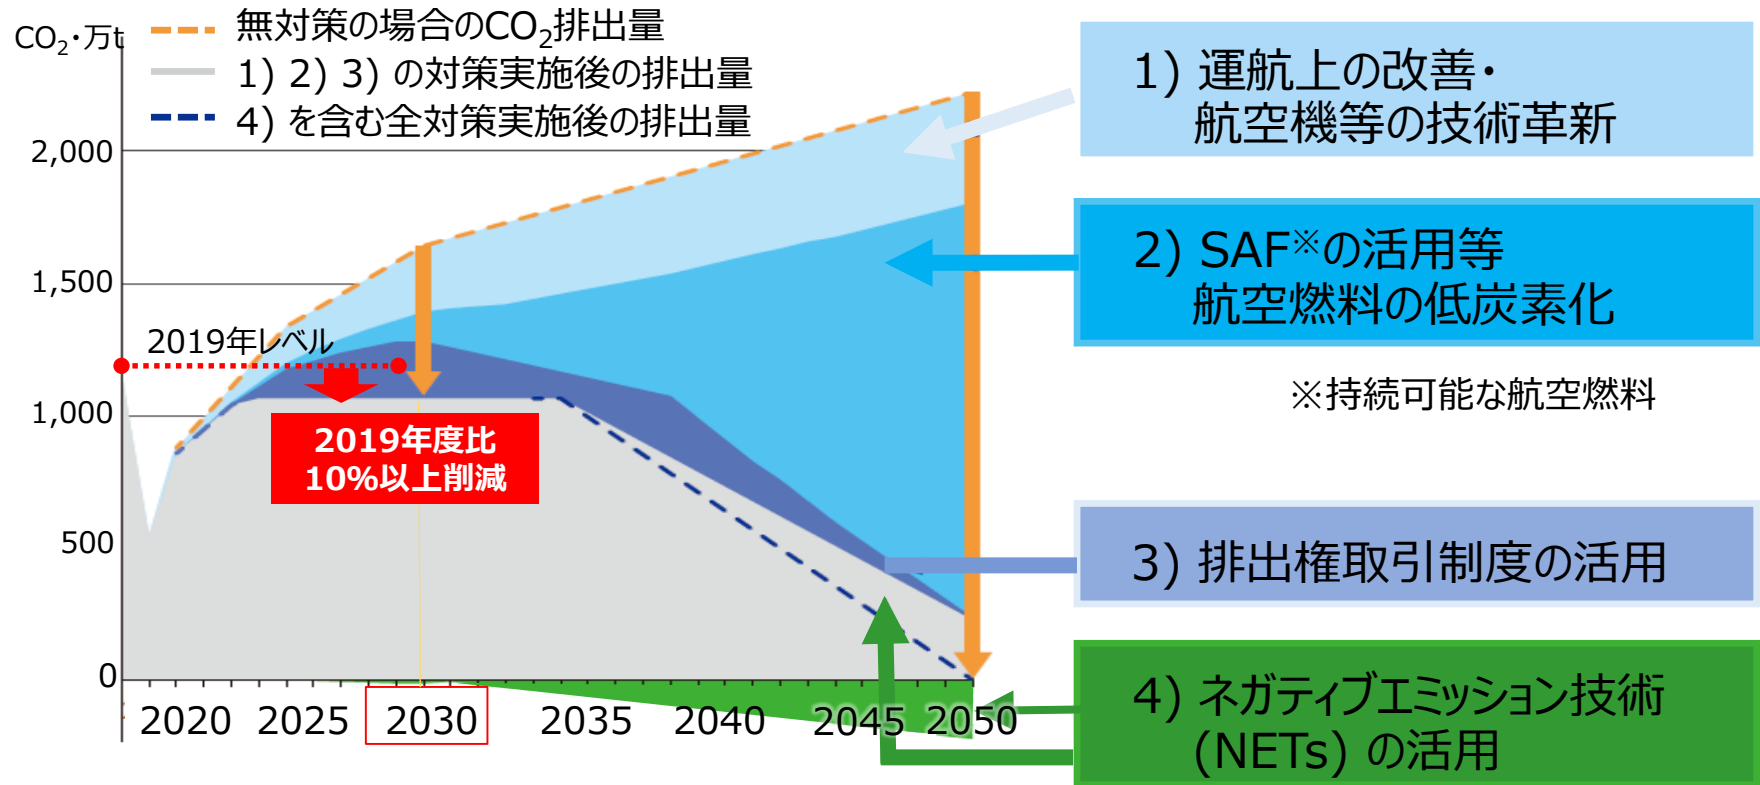 CO₂・万t
無対策の場合のCO₂排出量
1) 2) 3) の対策実施後の排出量
4) を含む全対策実施後の排出量
2,000
1,500
1,000
500
0
2019年レベル
2019年度比
10%以上削減
2020 2025 2030 2035 2040 2045 2050
1) 運航上の改善・
航空機等の技術革新
2) SAF※の活用等
航空燃料の低炭素化
※持続可能な航空燃料
3) 排出権取引制度の活用
4) ネガティブエミッション技術
(NETs) の活用